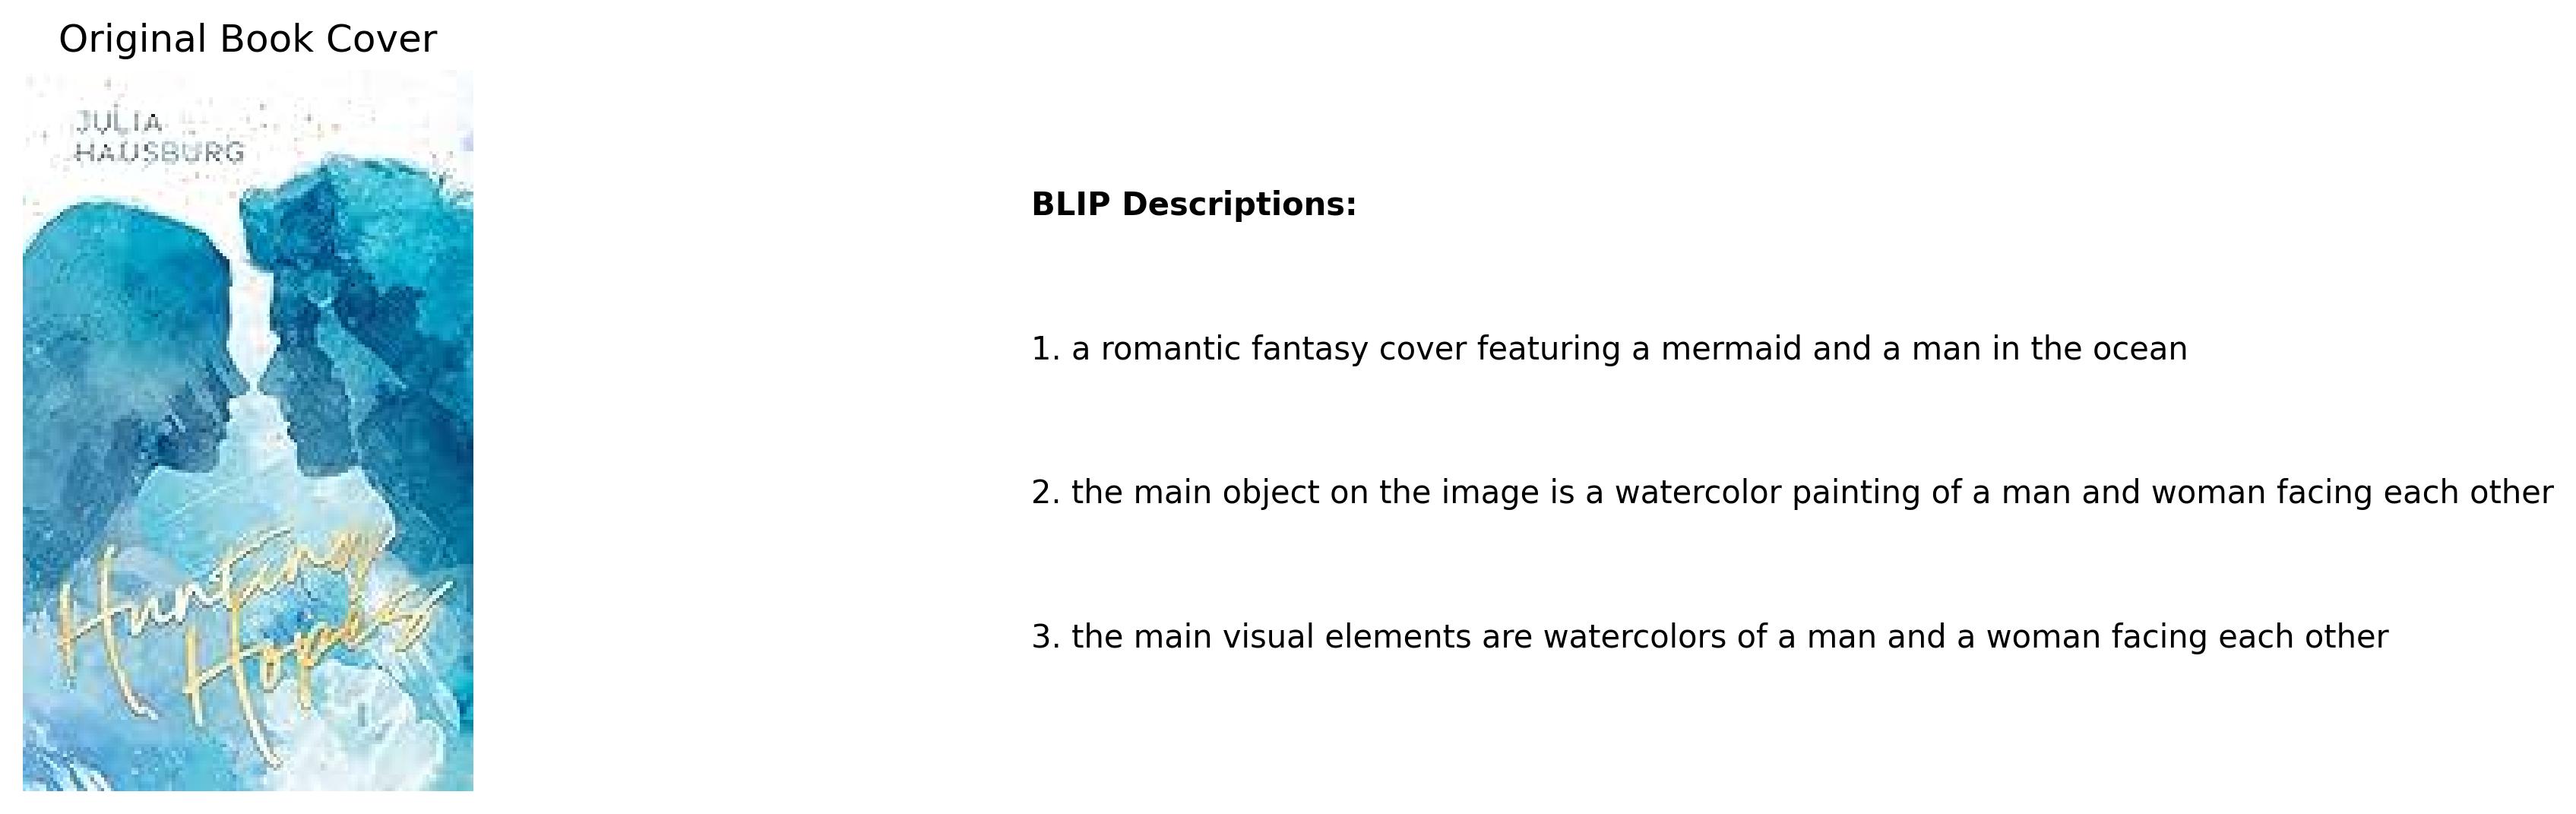 Original Book Cover
JULIA
HAUSBURG
Hunting
Hopes
BLIP Descriptions:
1. a romantic fantasy cover featuring a mermaid and a man in the ocean
2. the main object on the image is a watercolor painting of a man and woman facing each other
3. the main visual elements are watercolors of a man and a woman facing each other